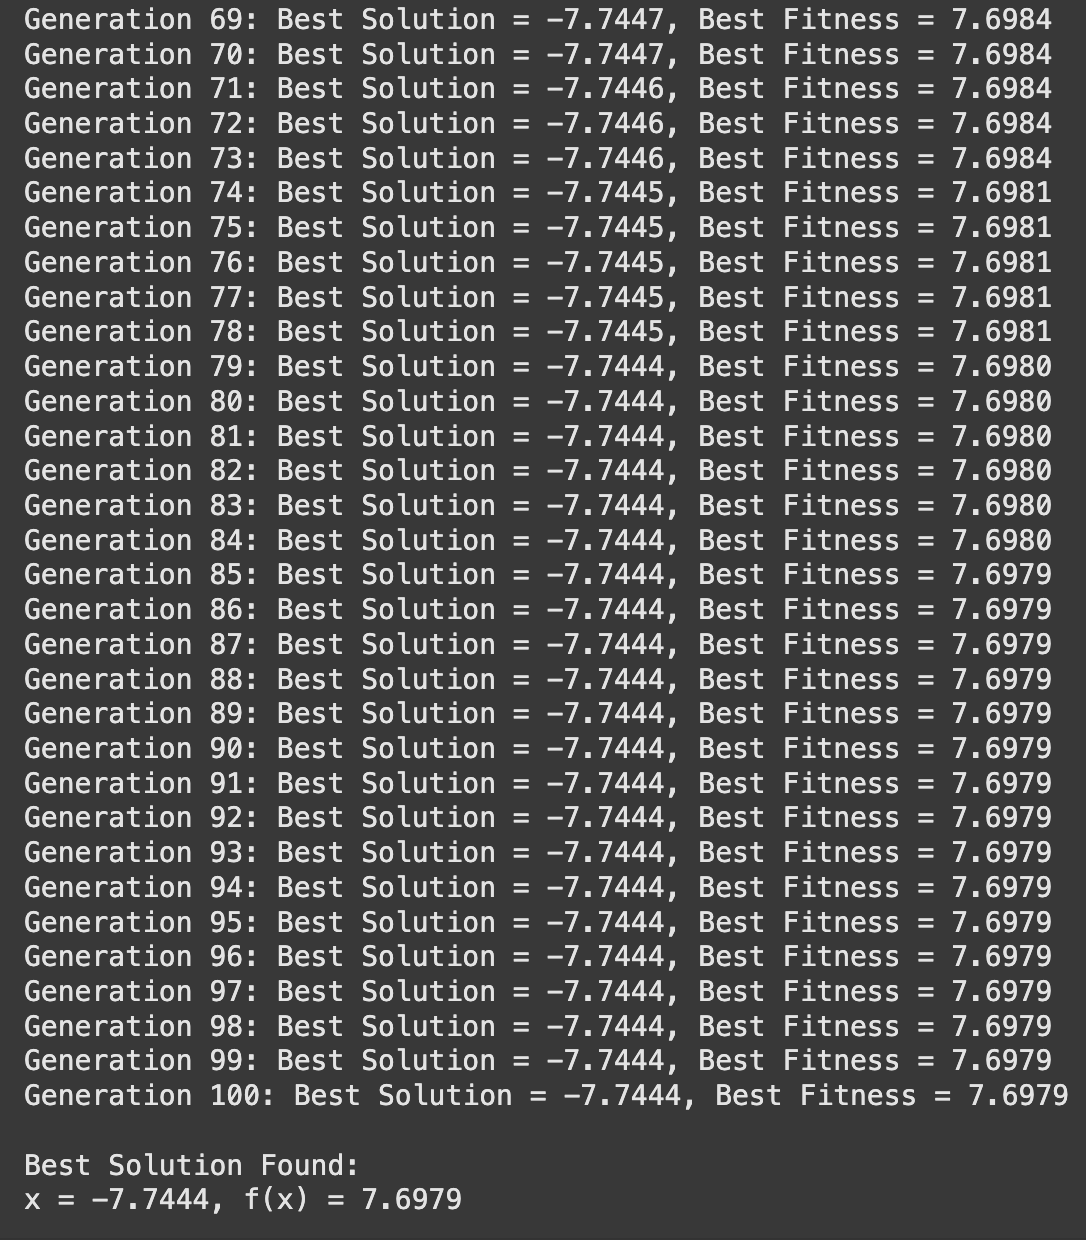 Generation 69: Best Solution = -7.7447, Best Fitness = 7.6984
Generation 70: Best Solution = -7.7447, Best Fitness = 7.6984
Generation 71: Best Solution = -7.7446, Best Fitness = 7.6984
Generation 72: Best Solution = -7.7446, Best Fitness = 7.6984
Generation 73: Best Solution = -7.7446, Best Fitness = 7.6984
Generation 74: Best Solution = -7.7445, Best Fitness = 7.6981
Generation 75: Best Solution = -7.7445, Best Fitness = 7.6981
Generation 76: Best Solution = -7.7445, Best Fitness = 7.6981
Generation 77: Best Solution = -7.7445, Best Fitness = 7.6981
Generation 78: Best Solution = -7.7445, Best Fitness = 7.6981
Generation 79: Best Solution = -7.7444, Best Fitness = 7.6980
Generation 80: Best Solution = -7.7444, Best Fitness = 7.6980
Generation 81: Best Solution = -7.7444, Best Fitness = 7.6980
Generation 82: Best Solution = -7.7444, Best Fitness = 7.6980
Generation 83: Best Solution = -7.7444, Best Fitness = 7.6980
Generation 84: Best Solution = -7.7444, Best Fitness = 7.6980
Generation 85: Best Solution = -7.7444, Best Fitness = 7.6979
Generation 86: Best Solution = -7.7444, Best Fitness = 7.6979
Generation 87: Best Solution = -7.7444, Best Fitness = 7.6979
Generation 88: Best Solution = -7.7444, Best Fitness = 7.6979
Generation 89: Best Solution = -7.7444, Best Fitness = 7.6979
Generation 90: Best Solution = -7.7444, Best Fitness = 7.6979
Generation 91: Best Solution = -7.7444, Best Fitness = 7.6979
Generation 92: Best Solution = -7.7444, Best Fitness = 7.6979
Generation 93: Best Solution = -7.7444, Best Fitness = 7.6979
Generation 94: Best Solution = -7.7444, Best Fitness = 7.6979
Generation 95: Best Solution = -7.7444, Best Fitness = 7.6979
Generation 96: Best Solution = -7.7444, Best Fitness = 7.6979
Generation 97: Best Solution = -7.7444, Best Fitness = 7.6979
Generation 98: Best Solution = -7.7444, Best Fitness = 7.6979
Generation 99: Best Solution = -7.7444, Best Fitness = 7.6979
Generation 100: Best Solution = -7.7444, Best Fitness = 7.6979
Best Solution Found:
x = -7.7444, f(x) = 7.6979